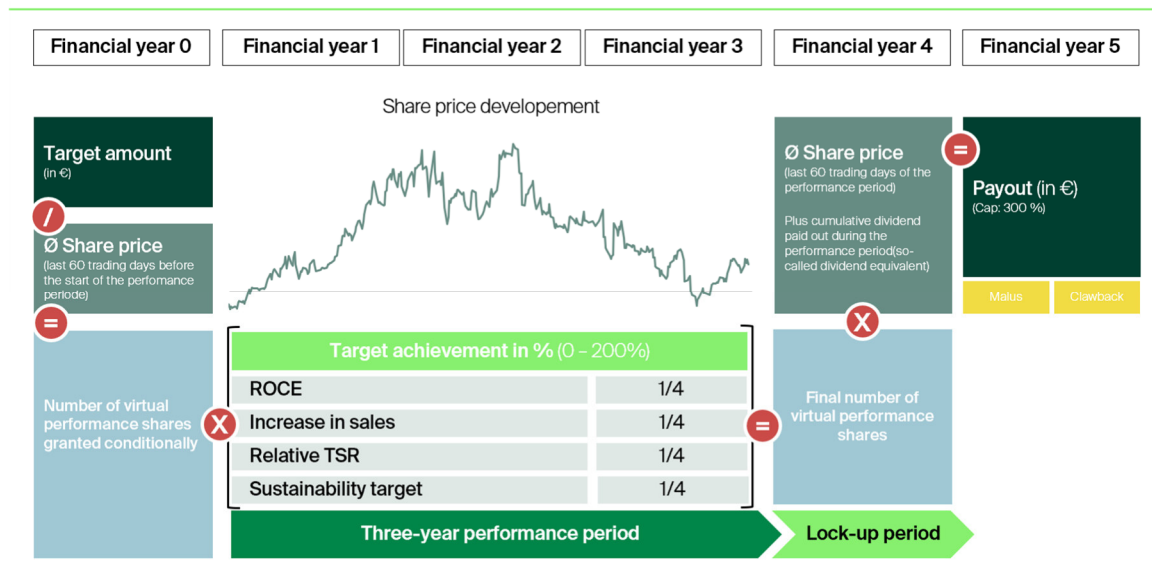 Financial year 0
Financial year 1
Financial year 2
Financial year 3
Financial year 4
Financial year 5
Share price developement
Target amount
(in €)
/
Ø Share price
(last 60 trading days before
the start of the perfomance
periode)
=
Number of virtual
performance shares
granted conditionally
X
Target achievement in % (0 – 200%)
ROCE 1/4
Increase in sales 1/4
Relative TSR 1/4
Sustainability target 1/4
=
Three-year performance period
Ø Share price
(last 60 trading days of the
performance period)
Plus cumulative dividend
paid out during the
performance period(so-
called dividend equivalent)
X
Final number of
virtual performance
shares
Lock-up period
=
Payout (in €)
(Cap: 300 %)
Malus
Clawback